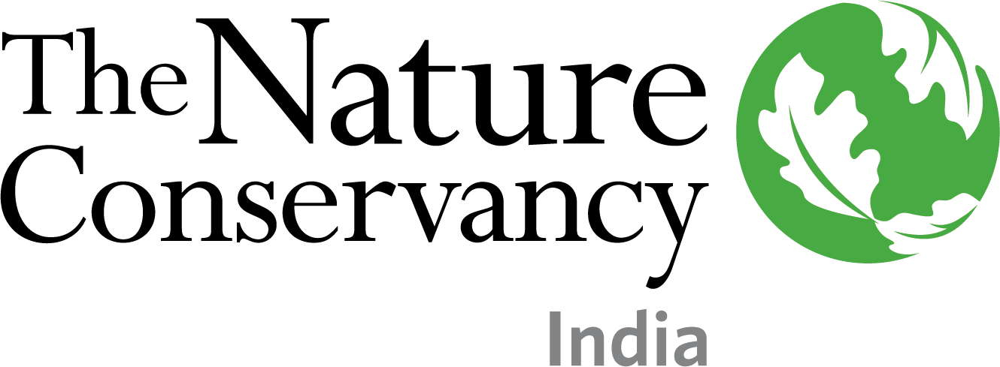 The Nature
Conservancy
India